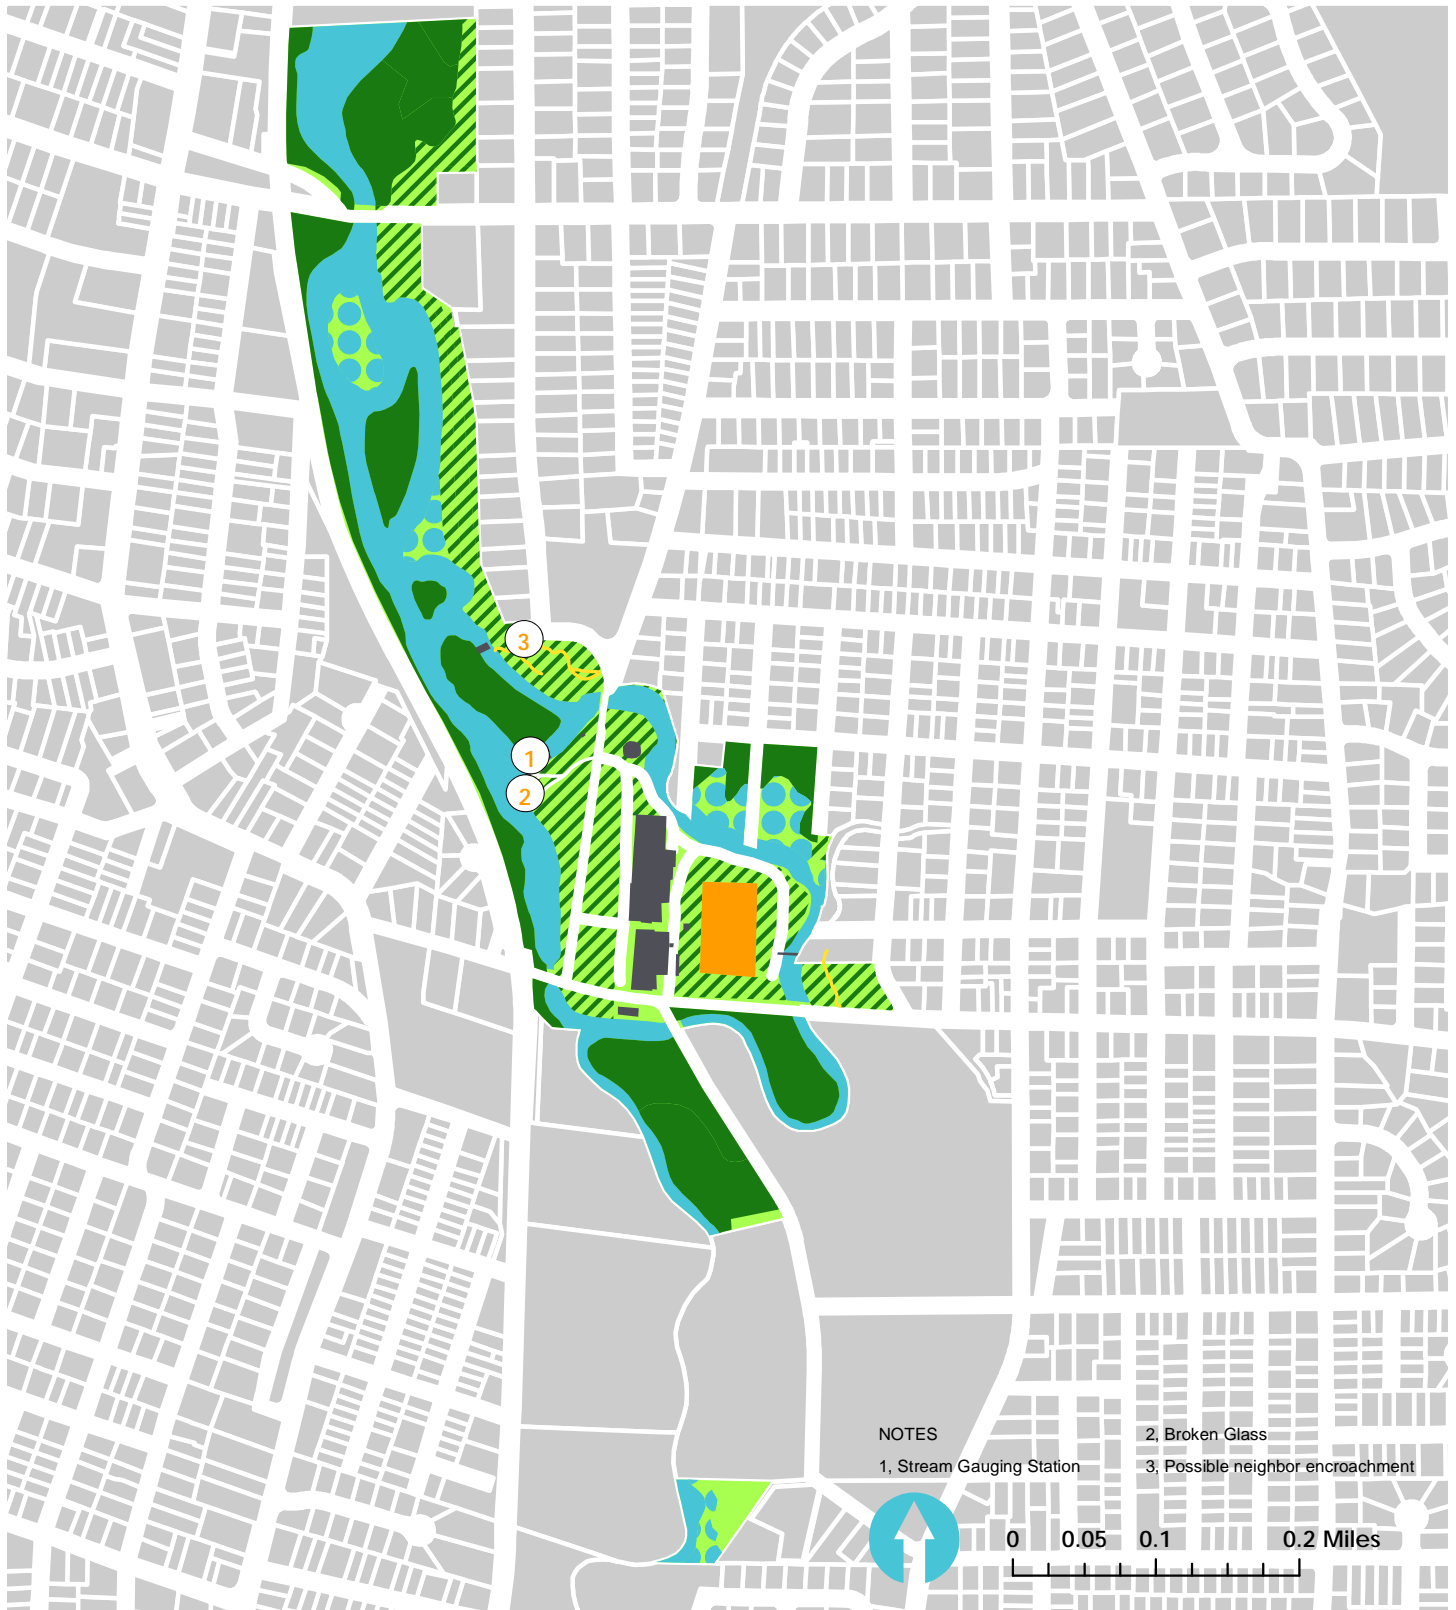 3
1
2
NOTES
1, Stream Gauging Station
2, Broken Glass
3, Possible neighbor encroachment
0 0.05 0.1 0.2 Miles